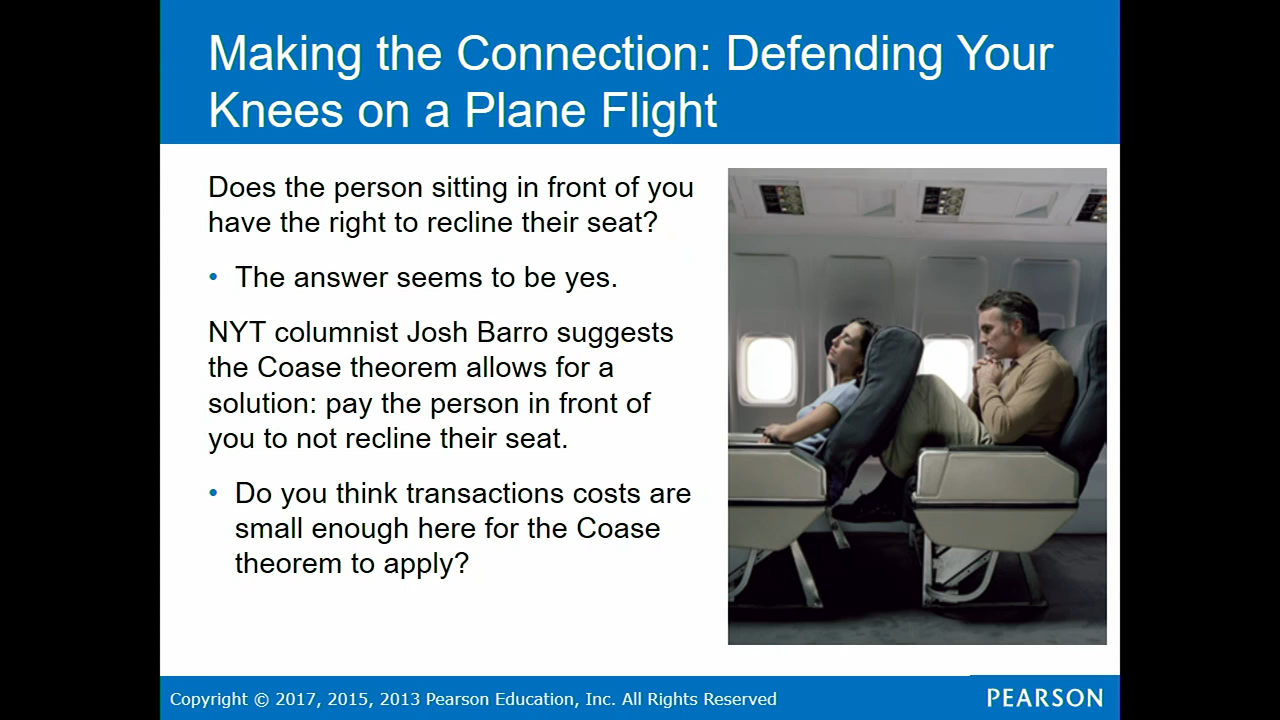 Making the Connection: Defending Your
Knees on a Plane Flight
Does the person sitting in front of you
have the right to recline their seat?
• The answer seems to be yes.
NYT columnist Josh Barro suggests
the Coase theorem allows for a
solution: pay the person in front of
you to not recline their seat.
• Do you think transactions costs are
small enough here for the Coase
theorem to apply?
Copyright © 2017, 2015, 2013 Pearson Education, Inc. All Rights Reserved
PEARSON